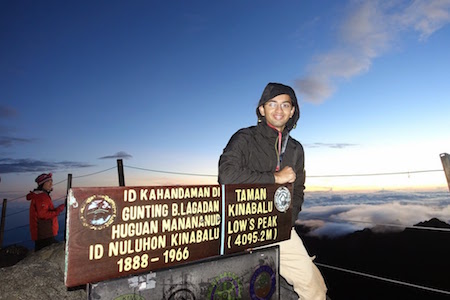 ID KAHANDAMAN DI
GUNTING B.LAGADAN
HUGUAN MANANANUD
ID NULUHON KINABALU
1888 - 1966
TAMAN
KINABALU
LOW'S PEAK
(4095.2M)